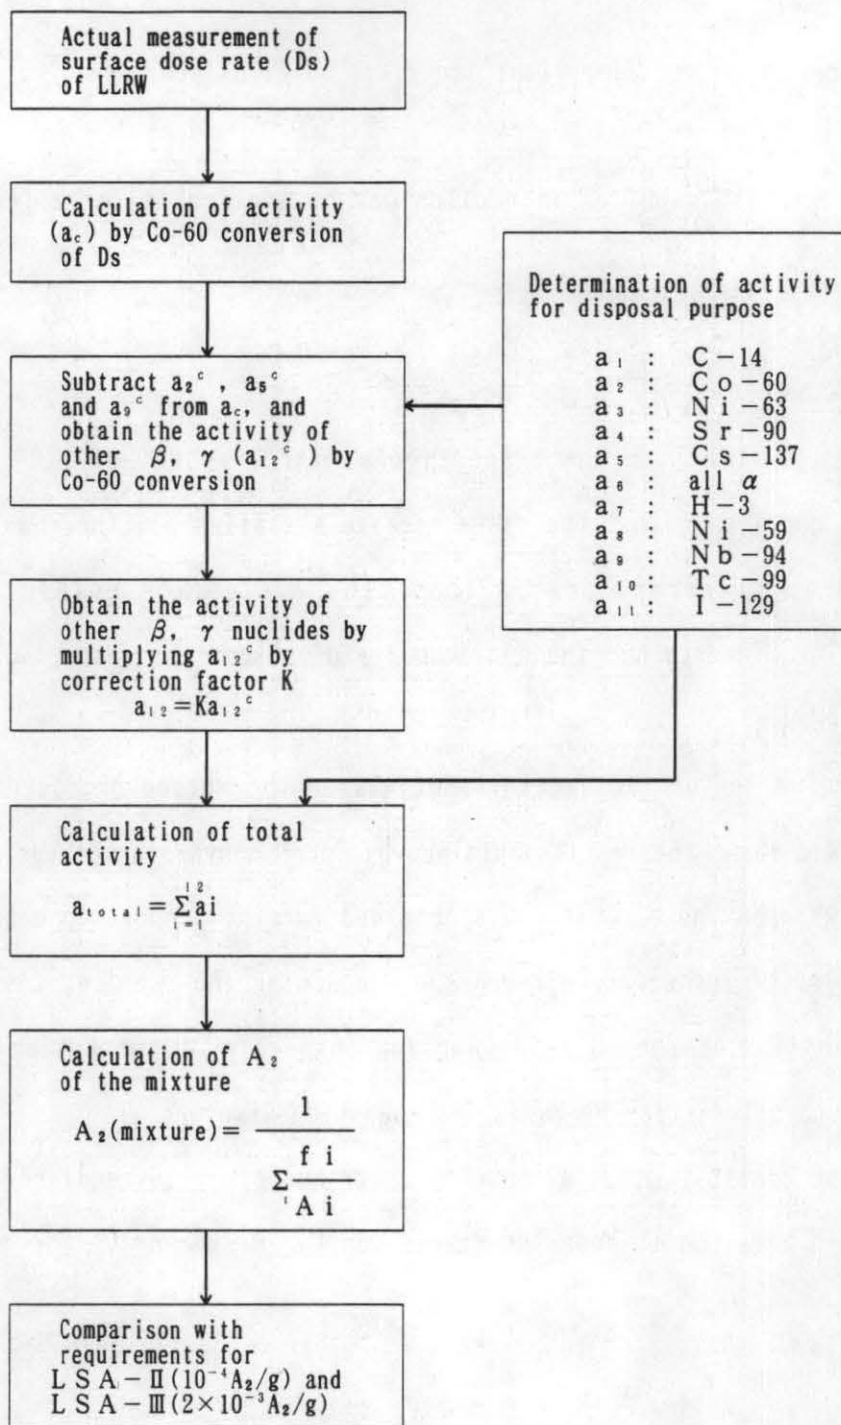 Actual measurement of
surface dose rate (Ds)
of LLRW
Calculation of activity
(a_c) by Co-60 conversion
of Ds
Subtract a₂ᶜ , a₅ᶜ
and a₉ᶜ from a_c, and
obtain the activity of
other β, γ (a₁₂ᶜ ) by
Co-60 conversion
Determination of activity
for disposal purpose
a₁ : C-14
a₂ : Co-60
a₃ : Ni-63
a₄ : Sr-90
a₅ : Cs-137
a₆ : all α
a₇ : H-3
a₈ : Ni-59
a₉ : Nb-94
a₁₀ : Tc-99
a₁₁ : I-129
Obtain the activity of
other β, γ nuclides by
multiplying a₁₂ᶜ by
correction factor K
a₁₂=Ka₁₂ᶜ
Calculation of total
activity
12
a_total = Σ ai
i=1
Calculation of A₂
of the mixture
1
A₂(mixture)=
f i
Σ
i
A i
Comparison with
requirements for
LSA-II(10⁻⁴A₂/g) and
LSA-III(2×10⁻³A₂/g)